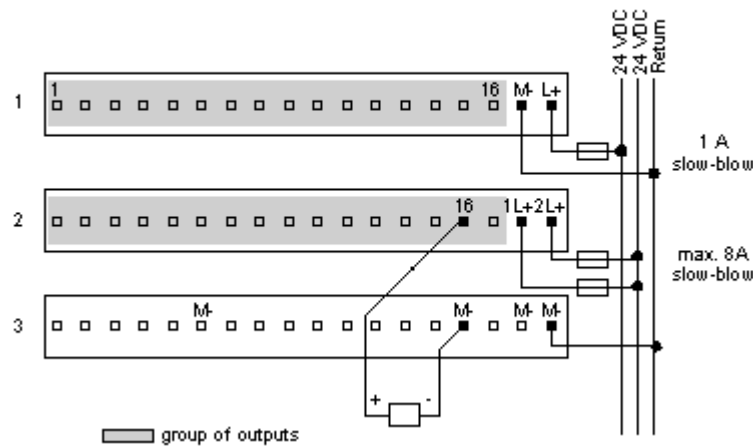 24 VDC
24 VDC
Return
1
1
16
M-
L+
1 A
slow-blow
2
16
1L+2L+
max. 8A
slow-blow
3
M-
M-
M-
M-
+
-
group of outputs